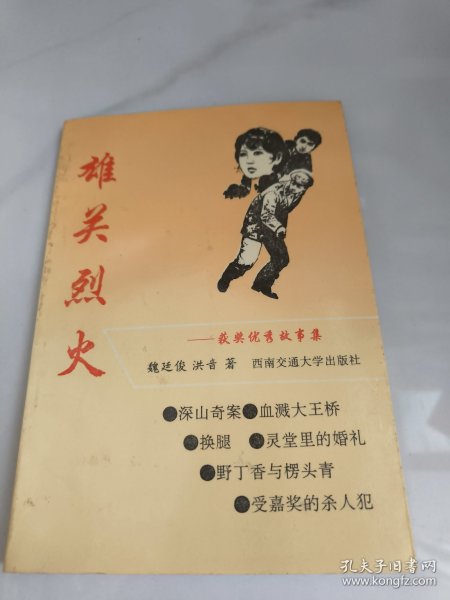 雄关烈火
——获奖优秀故事集
魏廷俊 洪音 著 西南交通大学出版社
●深山奇案●血溅大王桥
●换腿 ●灵堂里的婚礼
●野丁香与楞头青
●受嘉奖的杀人犯
孔夫子旧书网
www.kongfz.com